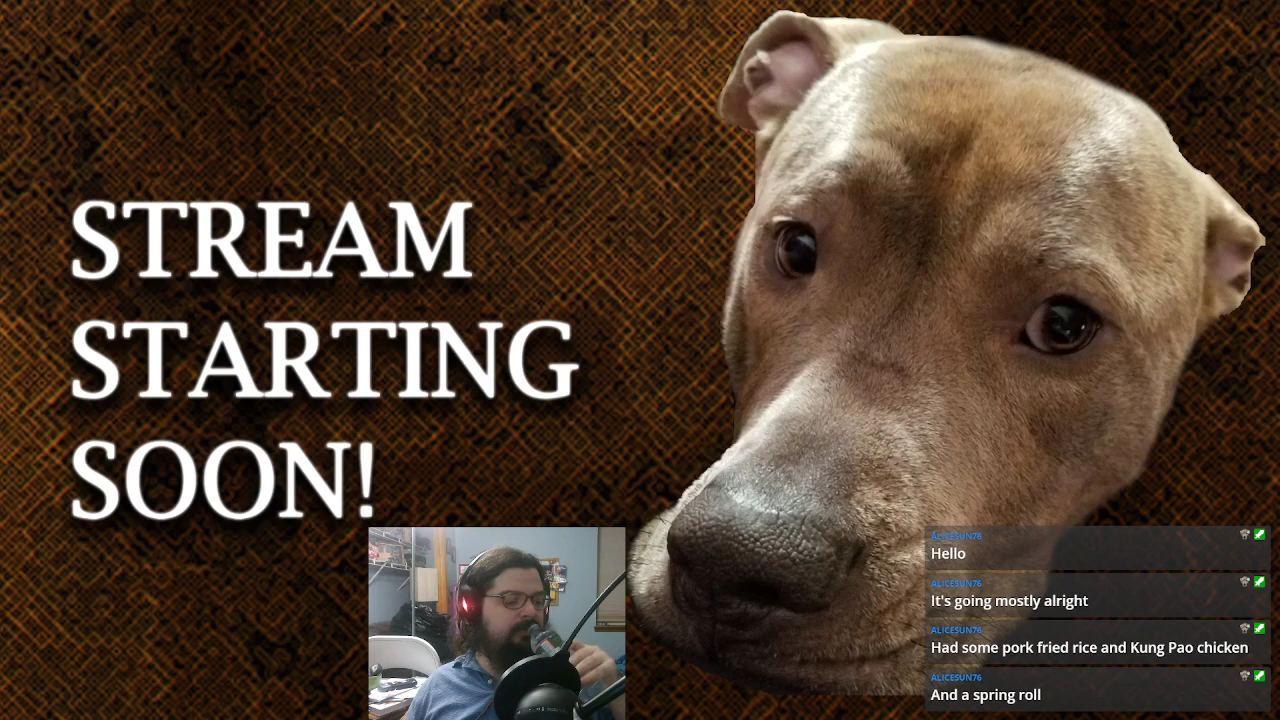 STREAM
STARTING
SOON!
ALICESUN76
Hello
ALICESUN76
It's going mostly alright
ALICESUN76
Had some pork fried rice and Kung Pao chicken
ALICESUN76
And a spring roll